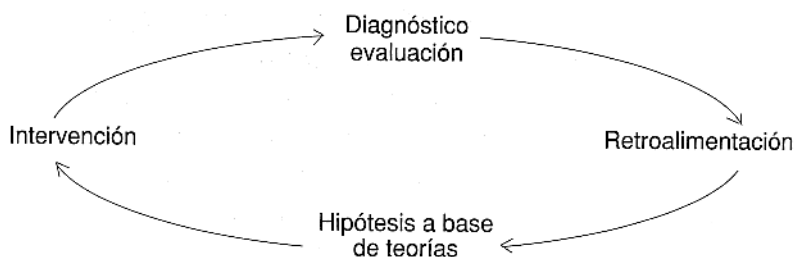 Diagnóstico
evaluación
Intervención
Retroalimentación
Hipótesis a base
de teorías